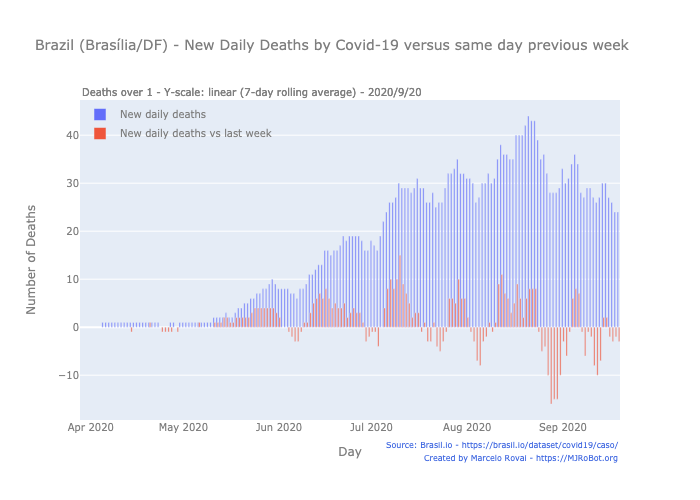 Brazil (Brasília/DF) - New Daily Deaths by Covid-19 versus same day previous week
Deaths over 1 - Y-scale: linear (7-day rolling average) - 2020/9/20
New daily deaths
New daily deaths vs last week
40
30
20
10
0
−10
Number of Deaths
Apr 2020 May 2020 Jun 2020 Jul 2020 Aug 2020 Sep 2020
Day
Source: Brasil.io - https://brasil.io/dataset/covid19/caso/
Created by Marcelo Rovai - https://MJRoBot.org